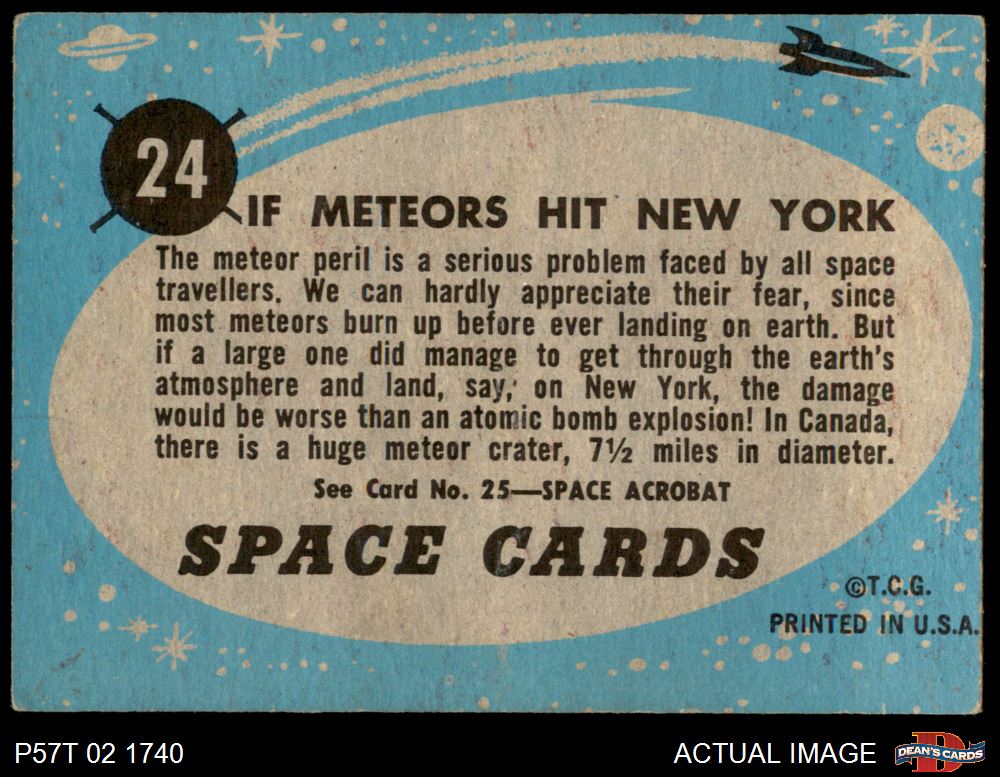 24
IF METEORS HIT NEW YORK
The meteor peril is a serious problem faced by all space
travellers. We can hardly appreciate their fear, since
most meteors burn up before ever landing on earth. But
if a large one did manage to get through the earth's
atmosphere and land, say, on New York, the damage
would be worse than an atomic bomb explosion! In Canada,
there is a huge meteor crater, 7½ miles in diameter.
See Card No. 25—SPACE ACROBAT
SPACE CARDS
©T.C.G.
PRINTED IN U.S.A.
P57T 02 1740
ACTUAL IMAGE
D
DEAN'S CARDS